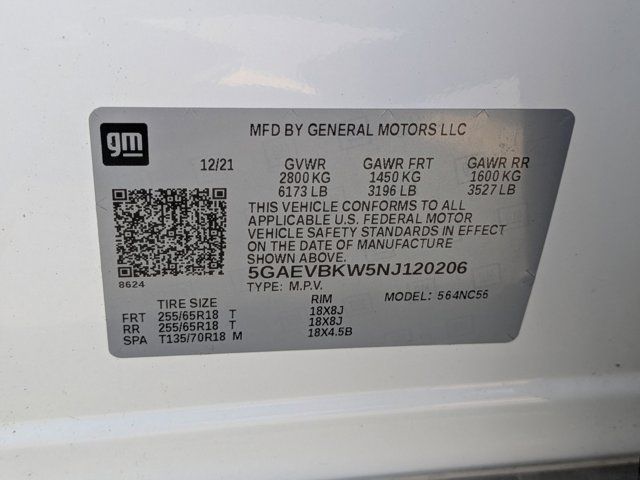 gm
MFD BY GENERAL MOTORS LLC
12/21 GVWR GAWR FRT GAWR RR
2800 KG 1450 KG 1600 KG
6173 LB 3196 LB 3527 LB
THIS VEHICLE CONFORMS TO ALL
APPLICABLE U.S. FEDERAL MOTOR
VEHICLE SAFETY STANDARDS IN EFFECT
ON THE DATE OF MANUFACTURE
SHOWN ABOVE.
5GAEVBKW5NJ120206
8624
TYPE: M.P.V. MODEL: 564NC56
TIRE SIZE RIM
FRT 255/65R18 T 18X8J
RR 255/65R18 T 18X8J
SPA T135/70R18 M 18X4.5B